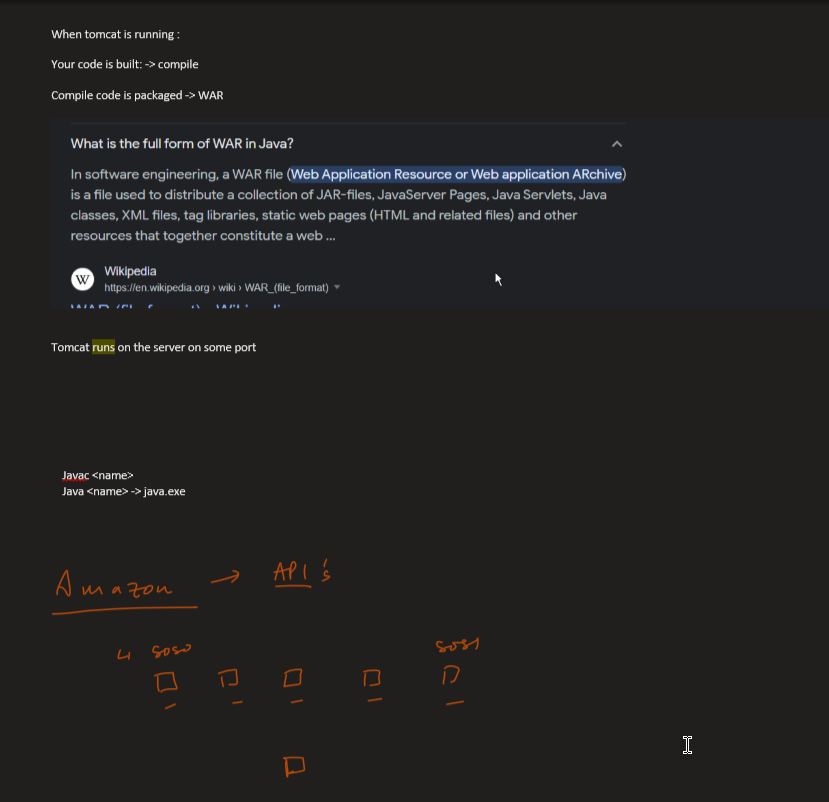 When tomcat is running :
Your code is built: -> compile
Compile code is packaged -> WAR
What is the full form of WAR in Java?
In software engineering, a WAR file (Web Application Resource or Web application ARchive)
is a file used to distribute a collection of JAR-files, JavaServer Pages, Java Servlets, Java
classes, XML files, tag libraries, static web pages (HTML and related files) and other
resources that together constitute a web ...
W
Wikipedia
https://en.wikipedia.org › wiki › WAR_(file_format)
Tomcat runs on the server on some port
Javac <name>
Java <name> -> java.exe
Amazon → API's